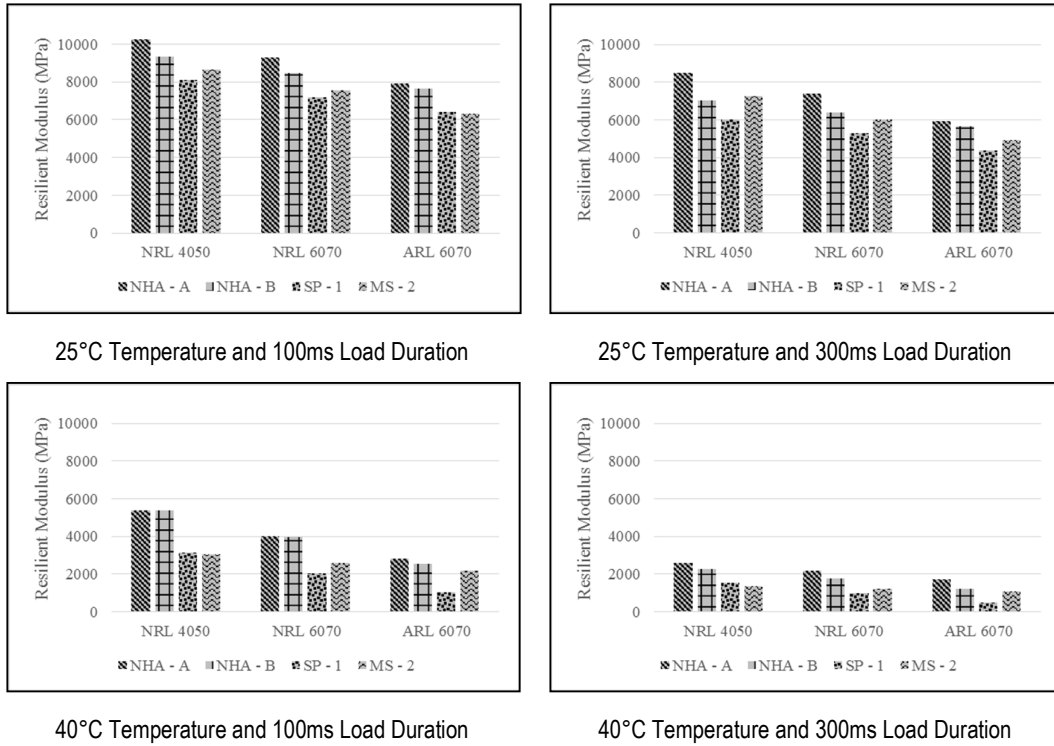 Resilient Modulus (MPa)
10000
8000
6000
4000
2000
0
NRL 4050 NRL 6070 ARL 6070
NHA - A NHA - B SP - 1 MS - 2
25°C Temperature and 100ms Load Duration
Resilient Modulus (MPa)
10000
8000
6000
4000
2000
0
NRL 4050 NRL 6070 ARL 6070
NHA - A NHA - B SP - 1 MS - 2
25°C Temperature and 300ms Load Duration
Resilient Modulus (MPa)
10000
8000
6000
4000
2000
0
NRL 4050 NRL 6070 ARL 6070
NHA - A NHA - B SP - 1 MS - 2
40°C Temperature and 100ms Load Duration
Resilient Modulus (MPa)
10000
8000
6000
4000
2000
0
NRL 4050 NRL 6070 ARL 6070
NHA - A NHA - B SP - 1 MS - 2
40°C Temperature and 300ms Load Duration